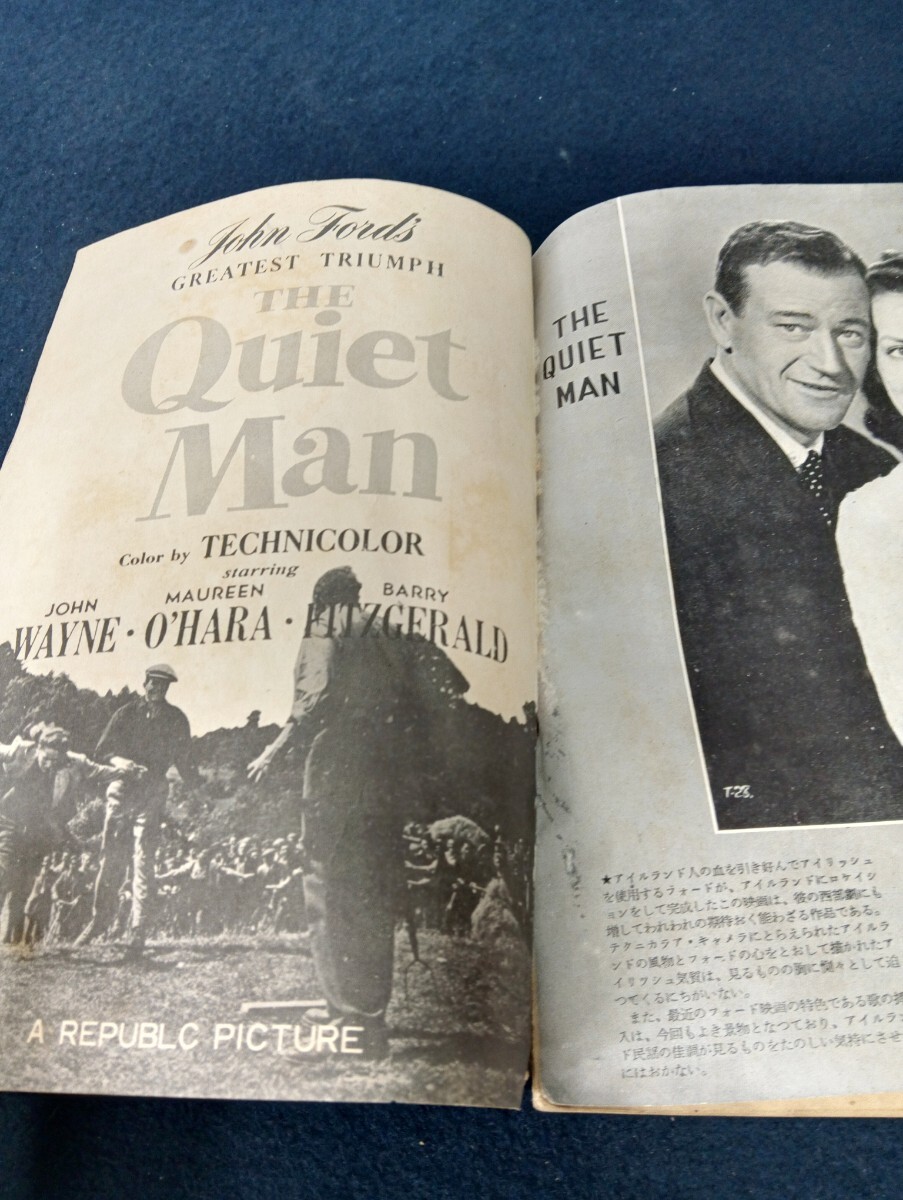 John Ford's
GREATEST TRIUMPH
THE
Quiet
Man
Color by TECHNICOLOR
starring
JOHN MAUREEN BARRY
WAYNE · O'HARA · FITZGERALD
A REPUBLC PICTURE
THE
QUIET
MAN
T-23.
★アイルランド人の血を引き好んでアイリッシュ
を使用するフォードが、アイルランドにロケイシ
ョンをして完成したこの映画は、彼の西部劇にも
増してわれわれの期待おく能わざる作品である。
テクニカラア・キャメラにとらえられたアイルラ
ンドの風物とフォードの心をとおして描かれたア
イリッシュ気質は、見るものの胸に惻々として迫
つてくるにちがいない。
また、最近のフォード映画の特色である歌の挿
入は、今回もよき景物となつており、アイルラン
ド民謡の佳調が見るものをたのしい気持にさせ
にはおかない。